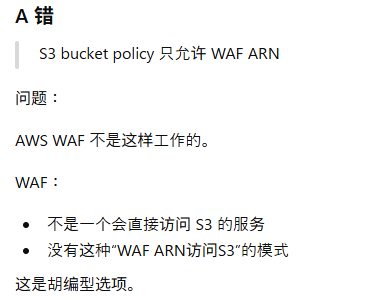 A 错
S3 bucket policy 只允许 WAF ARN
问题：
AWS WAF 不是这样工作的。
WAF：
• 不是一个会直接访问 S3 的服务
• 没有这种“WAF ARN访问S3”的模式
这是胡编型选项。